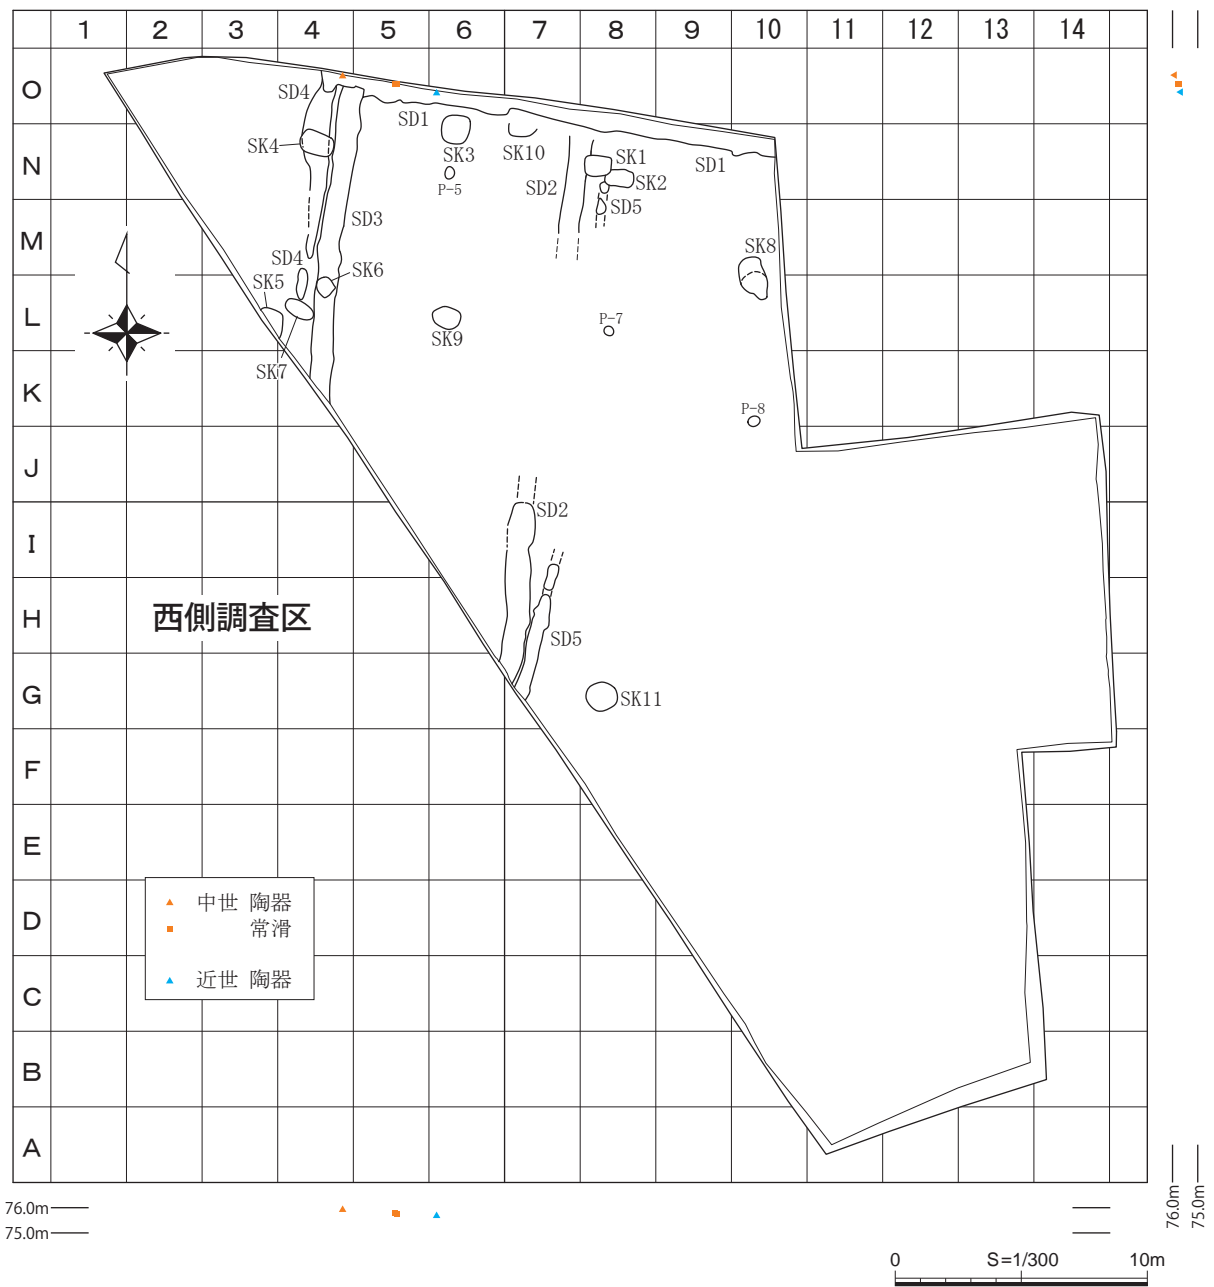 1 2 3 4 5 6 7 8 9 10 11 12 13 14
O
SD4
SD1
SK4
SK3
SK10
SK1
SD1
N
P-5
SD2
SK2
SD5
SD3
M
SD4
SK6
SK8
SK5
L
SK9
P-7
SK7
K
P-8
J
SD2
I
西側調査区
H
SD5
G
SK11
F
E
中世 陶器
D
常滑
近世 陶器
C
B
A
76.0m
75.0m
76.0m
75.0m
0 S=1/300 10m